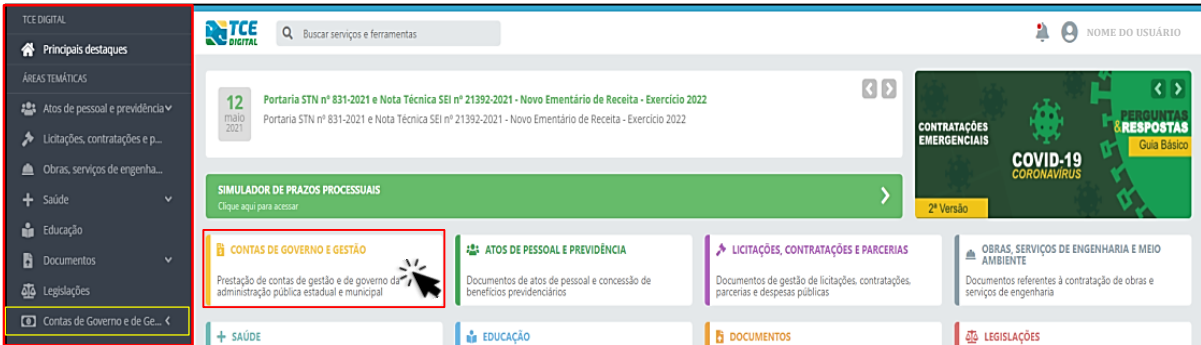 TCE DIGITAL
Principais destaques
ÁREAS TEMÁTICAS
Atos de pessoal e previdência
Licitações, contratações e p...
Obras, serviços de engenha...
Saúde
Educação
Documentos
Legislações
Contas de Governo e de Ge...
TCE
DIGITAL
Buscar serviços e ferramentas
NOME DO USUÁRIO
12
maio
2021
Portaria STN nº 831-2021 e Nota Técnica SEI nº 21392-2021 - Novo Ementário de Receita - Exercício 2022
Portaria STN nº 831-2021 e Nota Técnica SEI nº 21392-2021 - Novo Ementário de Receita - Exercício 2022
CONTRATAÇÕES
EMERGENCIAIS
COVID-19
CORONAVÍRUS
PERGUNTAS
&RESPOSTAS
Guia Básico
2ª Versão
SIMULADOR DE PRAZOS PROCESSUAIS
Clique aqui para acessar
CONTAS DE GOVERNO E GESTÃO
Prestação de contas de gestão e de governo da
administração pública estadual e municipal
ATOS DE PESSOAL E PREVIDÊNCIA
Documentos de atos de pessoal e concessão de
benefícios previdenciários
LICITAÇÕES, CONTRATAÇÕES E PARCERIAS
Documentos de gestão de licitações, contratações,
parcerias e despesas públicas
OBRAS, SERVIÇOS DE ENGENHARIA E MEIO
AMBIENTE
Documentos referentes à contratação de obras e
serviços de engenharia
SAÚDE
EDUCAÇÃO
DOCUMENTOS
LEGISLAÇÕES